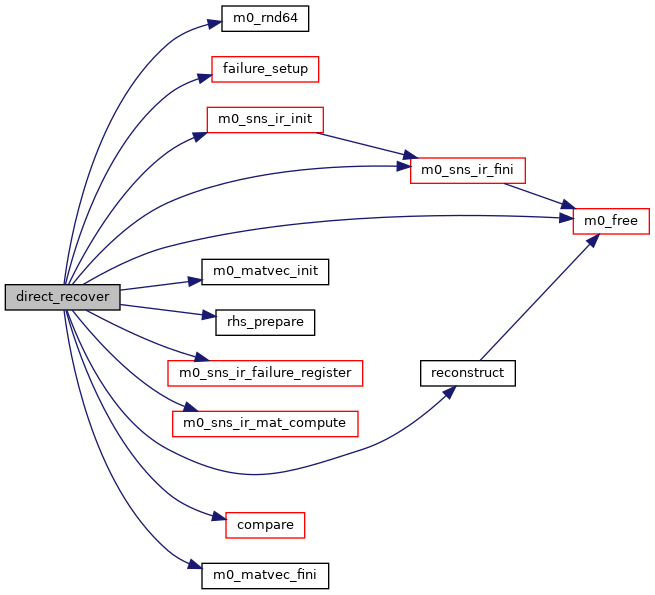 m0_rnd64
failure_setup
m0_sns_ir_init
m0_sns_ir_fini
m0_free
m0_matvec_init
direct_recover
rhs_prepare
m0_sns_ir_failure_register
reconstruct
m0_sns_ir_mat_compute
compare
m0_matvec_fini